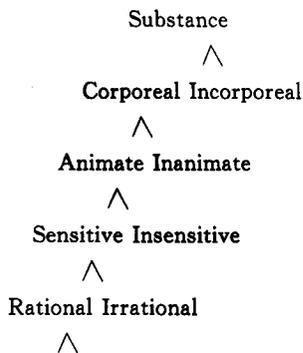 Substance
Corporeal Incorporeal
Animate Inanimate
Sensitive Insensitive
Rational Irrational